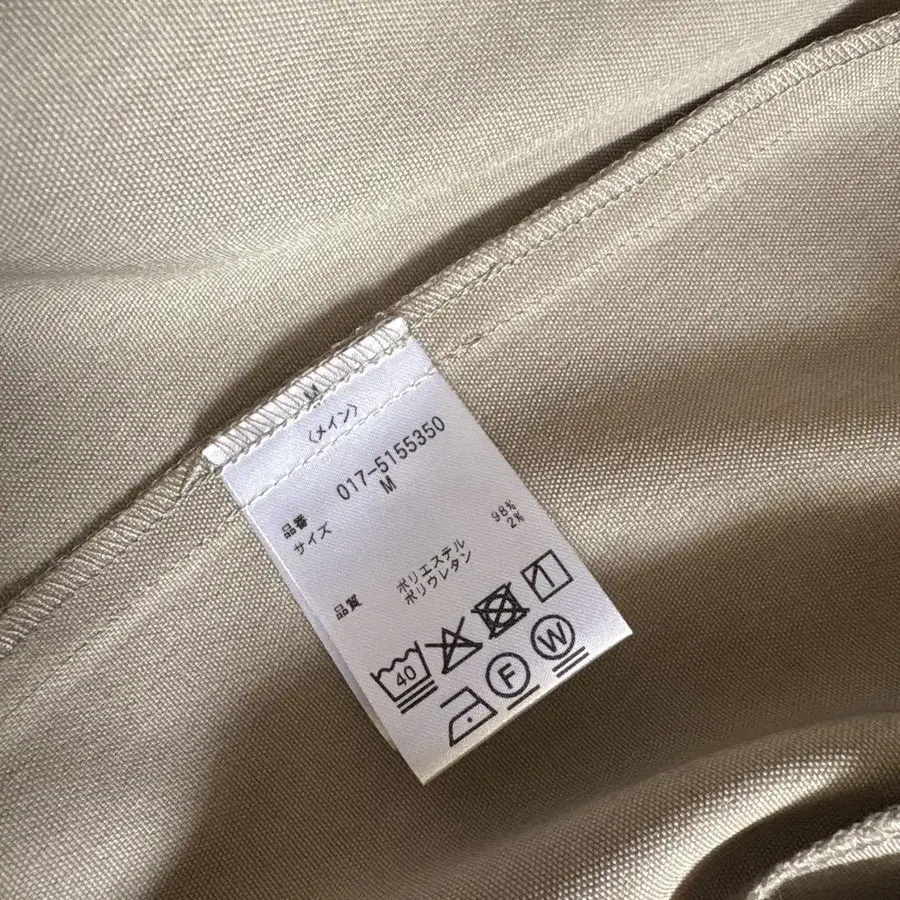 M
〈メイン〉
品番 017-5155350
サイズ M
品質 ポリエステル 98%
ポリウレタン 2%
40
F W